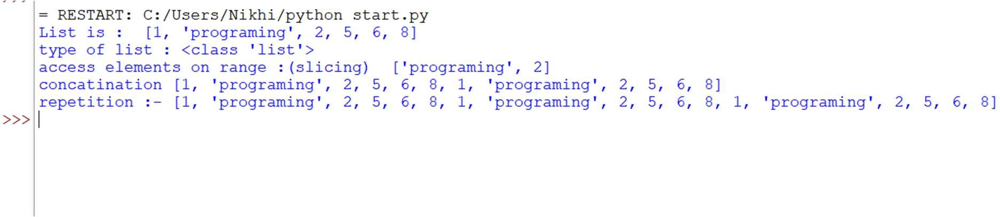 = RESTART: C:/Users/Nikhi/python start.py
List is :  [1, 'programing', 2, 5, 6, 8]
type of list : <class 'list'>
access elements on range :(slicing)  ['programing', 2]
concatination [1, 'programing', 2, 5, 6, 8, 1, 'programing', 2, 5, 6, 8]
repetition :- [1, 'programing', 2, 5, 6, 8, 1, 'programing', 2, 5, 6, 8, 1, 'programing', 2, 5, 6, 8]
>>>